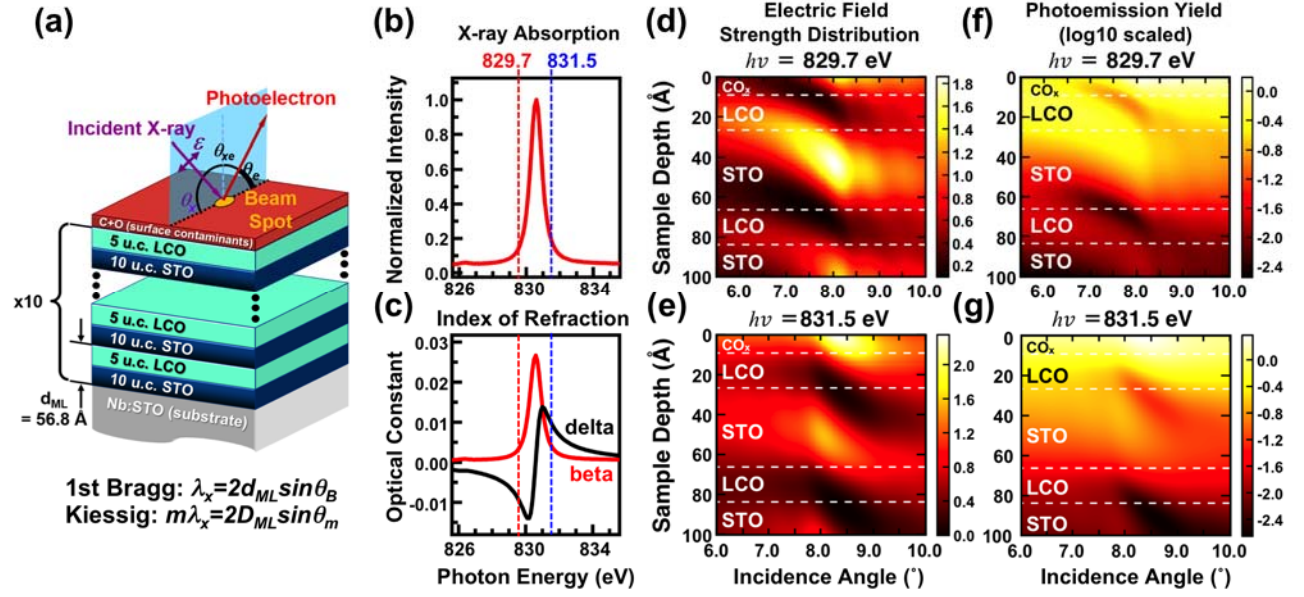 (a)
Photoelectron
Incident X-ray
ε
θxe
θe
θx
Beam
Spot
C+O (surface contaminants)
5 u.c. LCO
10 u.c. STO
x10
5 u.c. LCO
10 u.c. STO
5 u.c. LCO
10 u.c. STO
dML
= 56.8 Å
Nb:STO (substrate)
1st Bragg: λx=2dMLsinθB
Kiessig: mλx=2DMLsinθm
(b)
X-ray Absorption
829.7 831.5
Normalized Intensity
1.0
0.8
0.6
0.4
0.2
0.0
826 830 834
(c)
Index of Refraction
Optical Constant
0.03
0.02
0.01
0.00
-0.01
delta
beta
826 830 834
Photon Energy (eV)
(d)
Electric Field
Strength Distribution
hν = 829.7 eV
Sample Depth (Å)
0
20
40
60
80
100
COx
LCO
STO
LCO
STO
6.0 7.0 8.0 9.0 10.0
1.8
1.6
1.4
1.2
1.0
0.8
0.6
0.4
0.2
(e)
hν = 831.5 eV
Sample Depth (Å)
0
20
40
60
80
100
COx
LCO
STO
LCO
STO
6.0 7.0 8.0 9.0 10.0
Incidence Angle (°)
2.4
1.8
1.2
0.6
0.0
(f)
Photoemission Yield
(log10 scaled)
hν = 829.7 eV
0
20
40
60
80
100
COx
LCO
STO
LCO
STO
6.0 7.0 8.0 9.0 10.0
0.0
-0.4
-0.8
-1.2
-1.6
-2.0
-2.4
(g)
hν = 831.5 eV
0
20
40
60
80
100
COx
LCO
STO
LCO
STO
6.0 7.0 8.0 9.0 10.0
Incidence Angle (°)
0.0
-0.4
-0.8
-1.2
-1.6
-2.0
-2.4